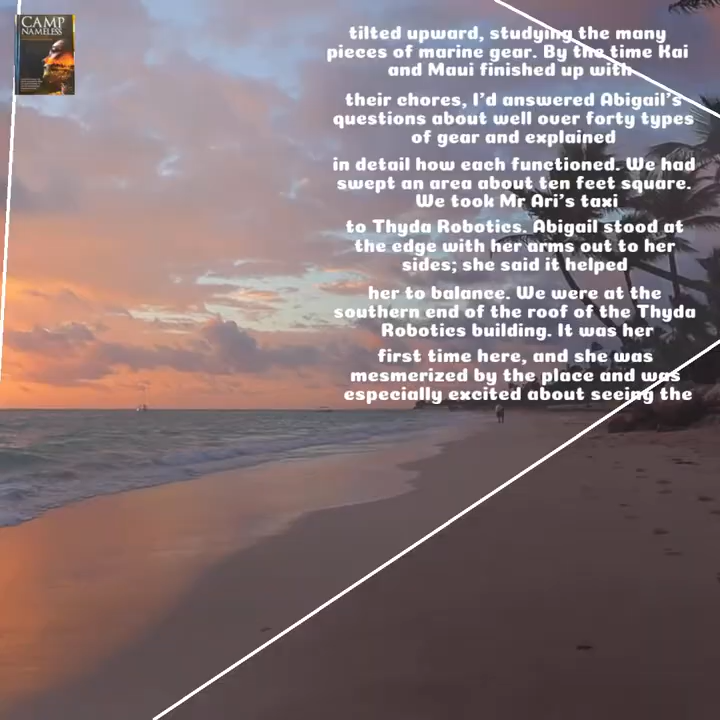 CAMP
NAMELESS
tilted upward, studying the many
pieces of marine gear. By the time Kai
and Maui finished up with
their chores, I'd answered Abigail's
questions about well over forty types
of gear and explained
in detail how each functioned. We had
swept an area about ten feet square.
We took Mr Ari's taxi
to Thyda Robotics. Abigail stood at
the edge with her arms out to her
sides; she said it helped
her to balance. We were at the
southern end of the roof of the Thyda
Robotics building. It was her
first time here, and she was
mesmerized by the place and was
especially excited about seeing the